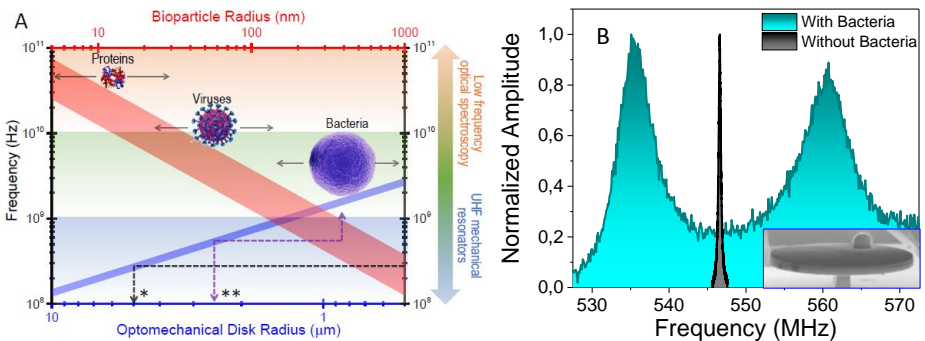 A
Bioparticle Radius (nm)
10 100 1000
10¹¹
10¹⁰
10⁹
10⁸
Frequency (Hz)
Proteins
Viruses
Bacteria
* **
10¹¹
10¹⁰
10⁹
10⁸
Low frequency
optical spectroscopy
UHF mechanical
resonators
10 1
Optomechanical Disk Radius (μm)
B
With Bacteria
Without Bacteria
Normalized Amplitude
1,0
0,8
0,6
0,4
0,2
0,0
530 540 550 560 570
Frequency (MHz)